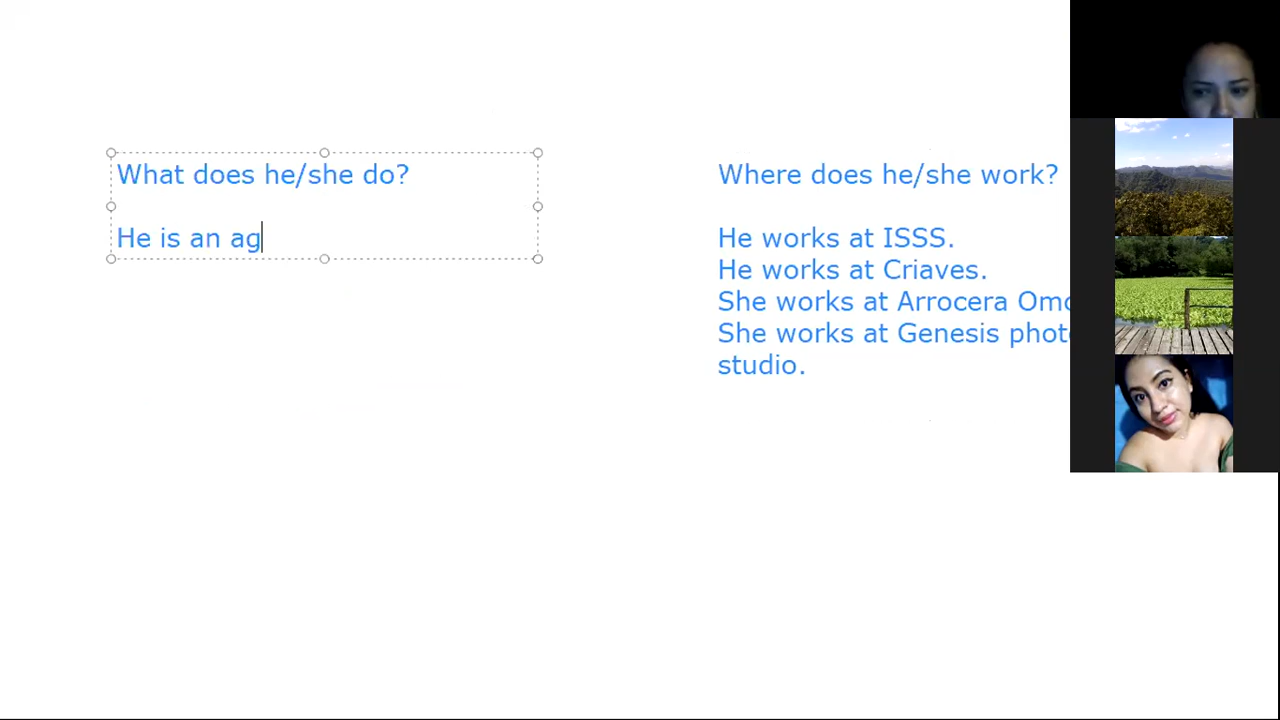 What does he/she do?
He is an ag
Where does he/she work?
He works at ISSS.
He works at Criaves.
She works at Arrocera
She works at Genesis
studio.